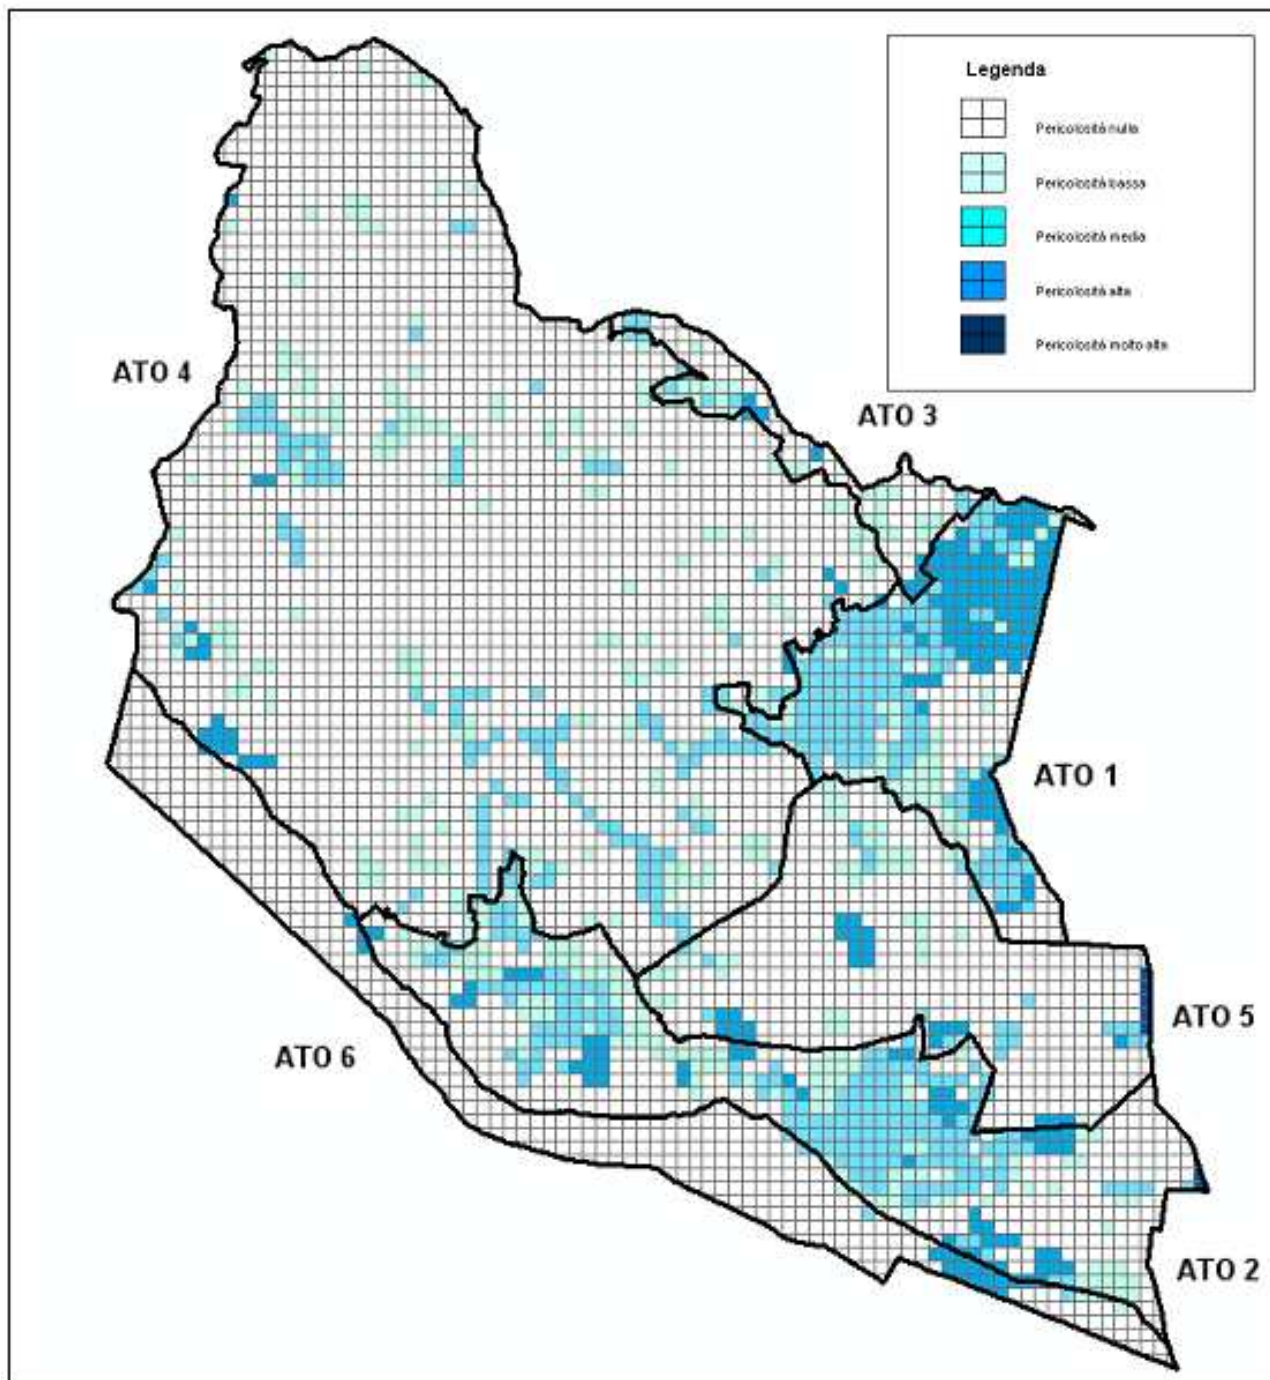 Legenda
Pericolosità nulla
Pericolosità bassa
Pericolosità media
Pericolosità alta
Pericolosità molto alta
ATO 4
ATO 3
ATO 1
ATO 5
ATO 6
ATO 2